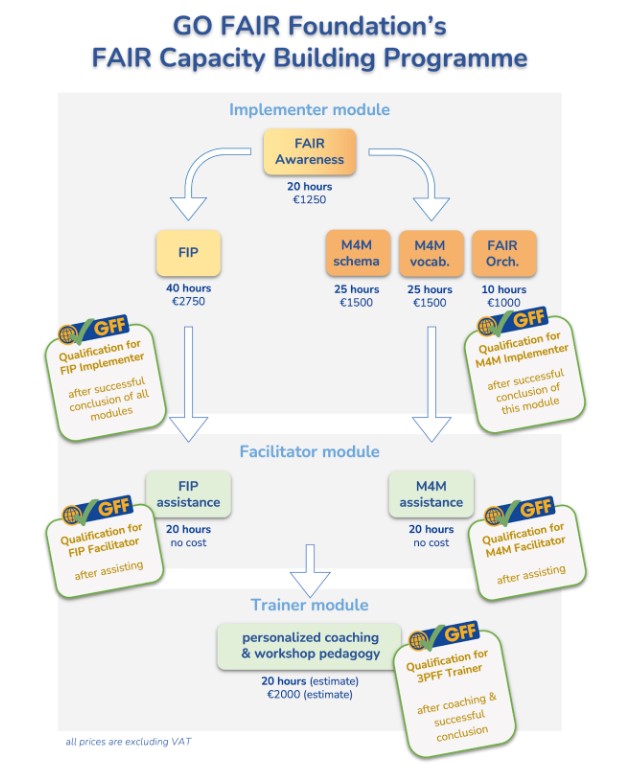 GO FAIR Foundation's
FAIR Capacity Building Programme
Implementer module
FAIR
Awareness
20 hours
€1250
FIP
40 hours
€2750
M4M
schema
25 hours
€1500
M4M
vocab.
25 hours
€1500
FAIR
Orch.
10 hours
€1000
GFF
Qualification for
FIP Implementer
after successful
conclusion of all
modules
GFF
Qualification for
M4M Implementer
after successful
conclusion of
this module
Facilitator module
FIP
assistance
20 hours
no cost
M4M
assistance
20 hours
no cost
GFF
Qualification for
FIP Facilitator
after assisting
GFF
Qualification for
M4M Facilitator
after assisting
Trainer module
personalized coaching
& workshop pedagogy
20 hours (estimate)
€2000 (estimate)
GFF
Qualification for
3PFF Trainer
after coaching &
successful
conclusion
all prices are excluding VAT